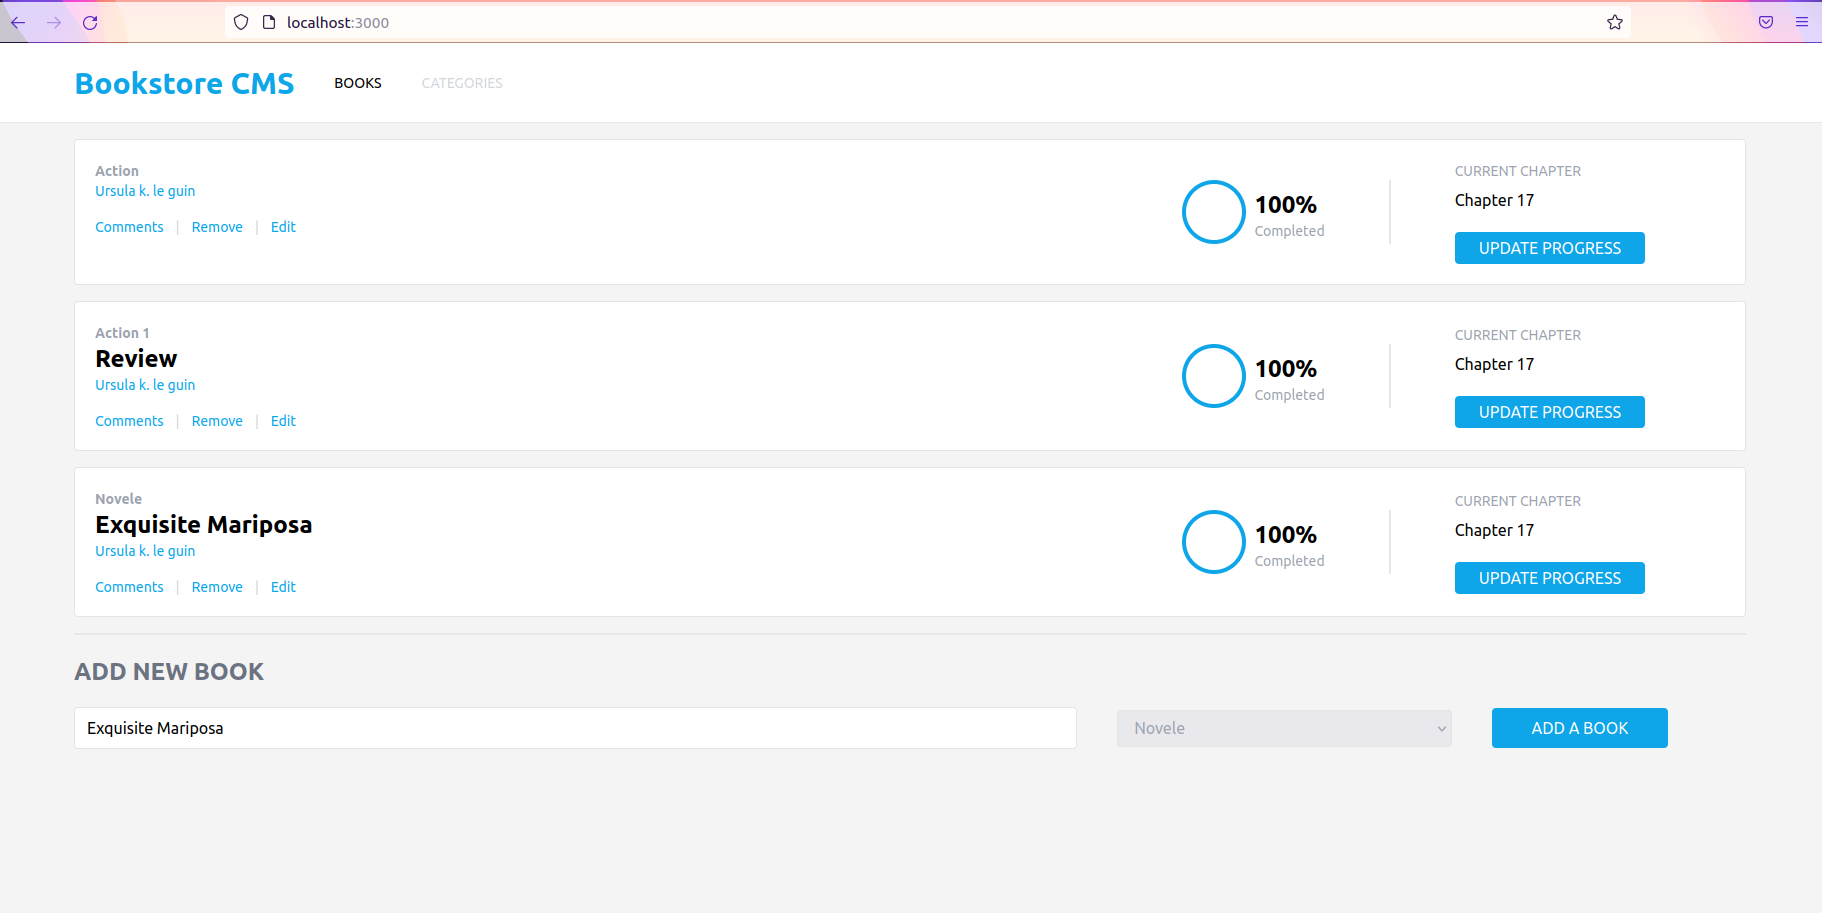 localhost:3000
Bookstore CMS BOOKS CATEGORIES
Action
Ursula k. le guin
Comments | Remove | Edit
100%
Completed
CURRENT CHAPTER
Chapter 17
UPDATE PROGRESS
Action 1
Review
Ursula k. le guin
Comments | Remove | Edit
100%
Completed
CURRENT CHAPTER
Chapter 17
UPDATE PROGRESS
Novele
Exquisite Mariposa
Ursula k. le guin
Comments | Remove | Edit
100%
Completed
CURRENT CHAPTER
Chapter 17
UPDATE PROGRESS
ADD NEW BOOK
Exquisite Mariposa Novele ADD A BOOK